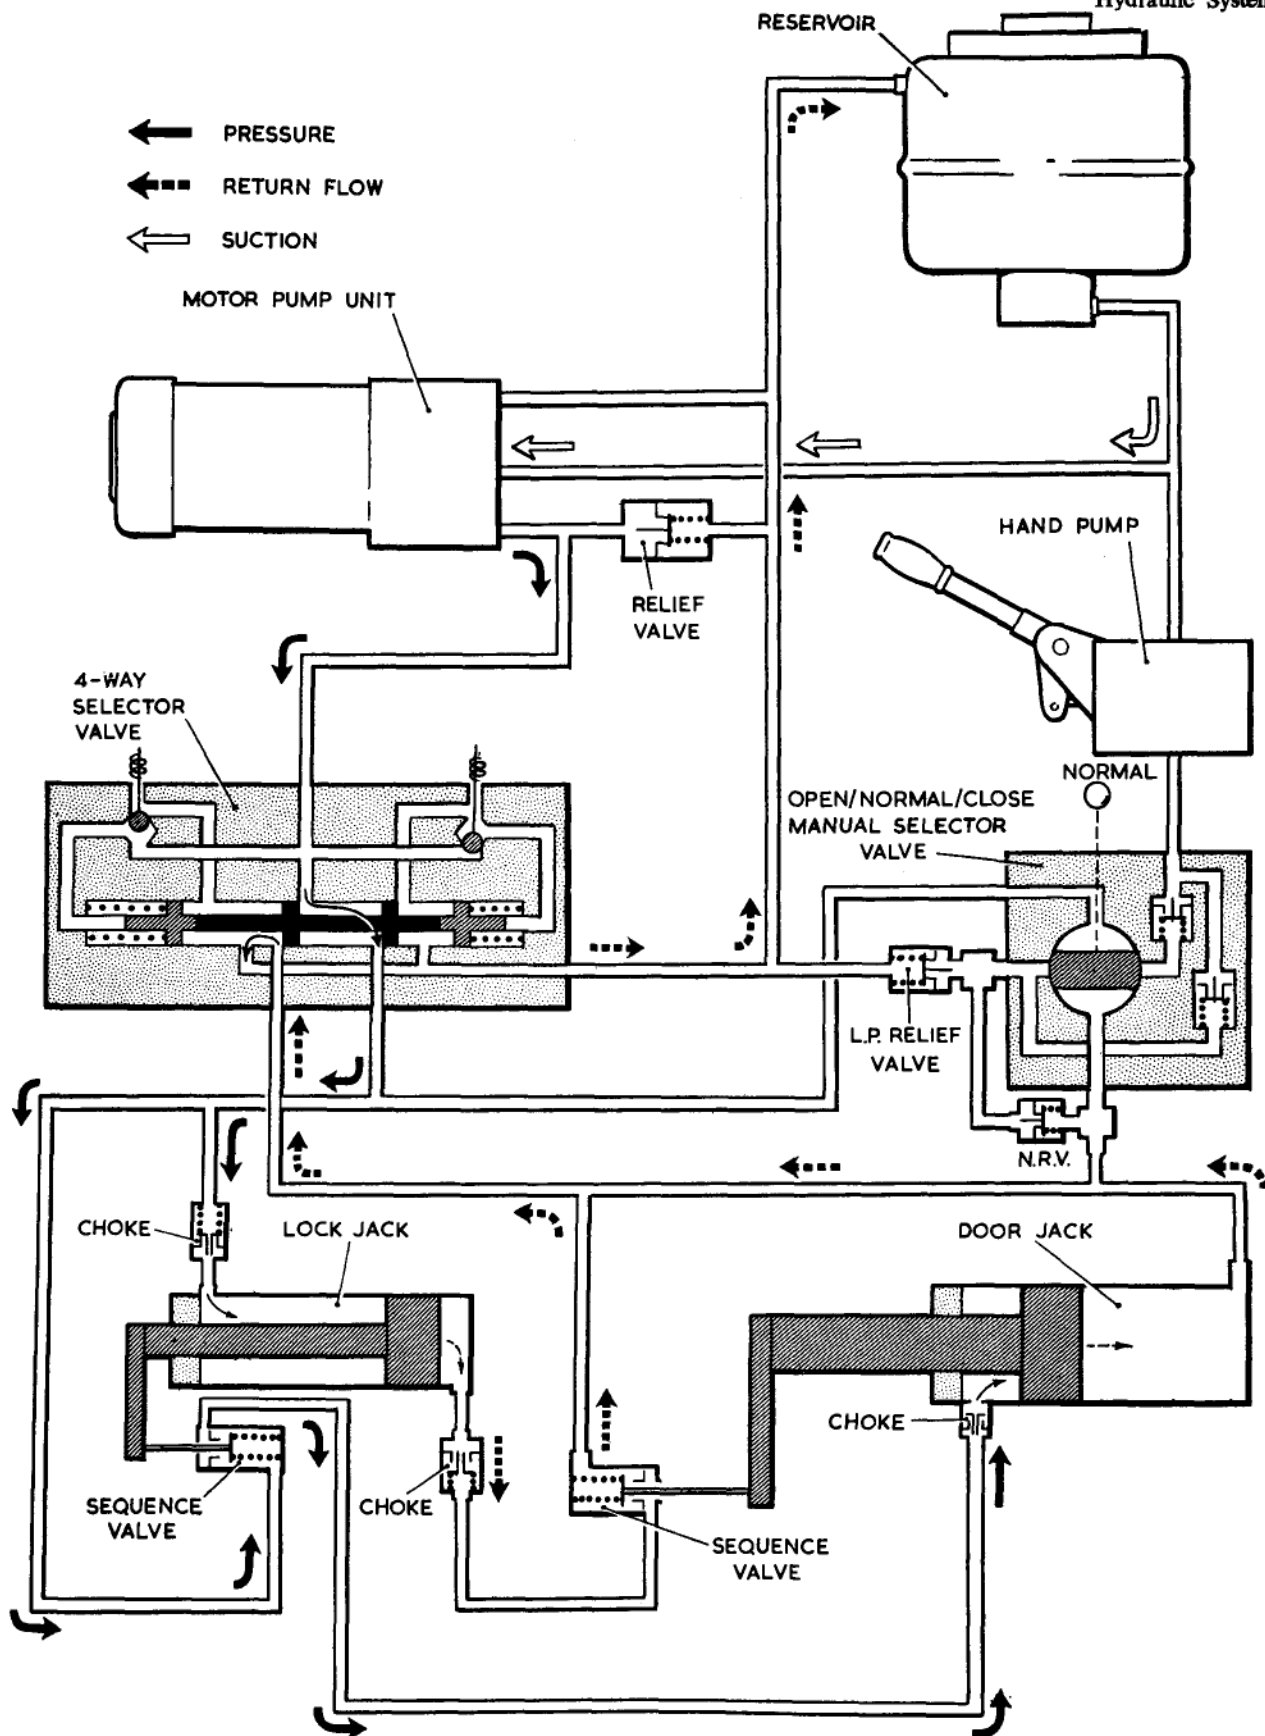 Hydraulic System
RESERVOIR
PRESSURE
RETURN FLOW
SUCTION
MOTOR PUMP UNIT
HAND PUMP
RELIEF
VALVE
4-WAY
SELECTOR
VALVE
NORMAL
OPEN/NORMAL/CLOSE
MANUAL SELECTOR
VALVE
L.P. RELIEF
VALVE
N.R.V.
CHOKE
LOCK JACK
DOOR JACK
CHOKE
SEQUENCE
VALVE
CHOKE
SEQUENCE
VALVE